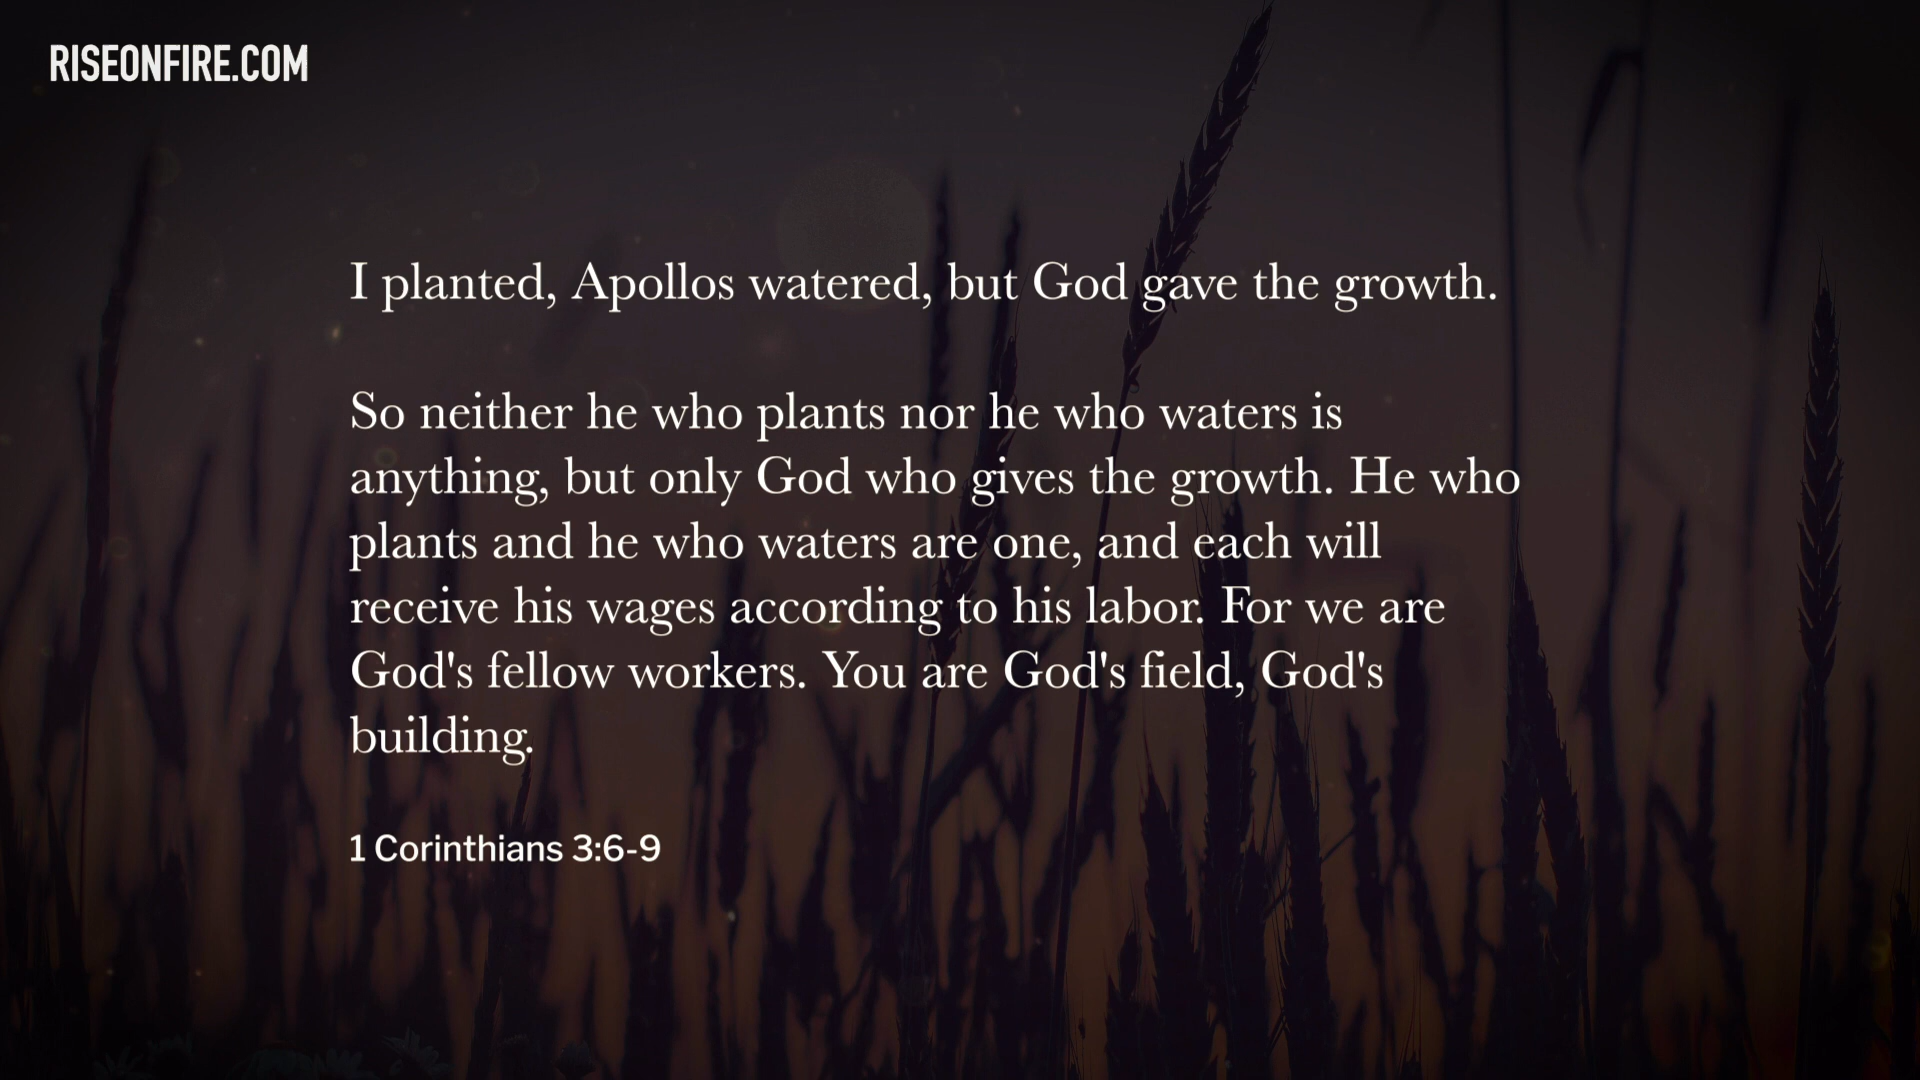 RISEONFIRE.COM
I planted, Apollos watered, but God gave the growth.
So neither he who plants nor he who waters is
anything, but only God who gives the growth. He who
plants and he who waters are one, and each will
receive his wages according to his labor. For we are
God's fellow workers. You are God's field, God's
building.
1 Corinthians 3:6-9